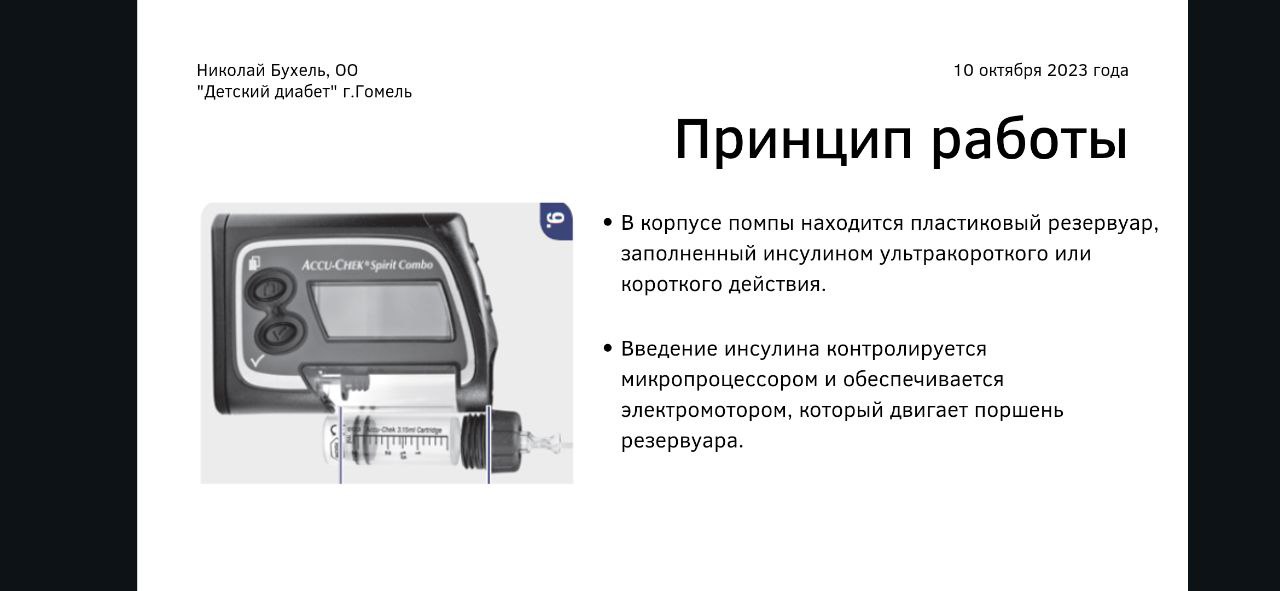 Николай Бухель, ОО
"Детский диабет" г.Гомель
10 октября 2023 года
Принцип работы
9.
ACCU-CHEK® Spirit Combo
Accu-Chek 3.15ml Cartridge
• В корпусе помпы находится пластиковый резервуар,
заполненный инсулином ультракороткого или
короткого действия.
• Введение инсулина контролируется
микропроцессором и обеспечивается
электромотором, который двигает поршень
резервуара.